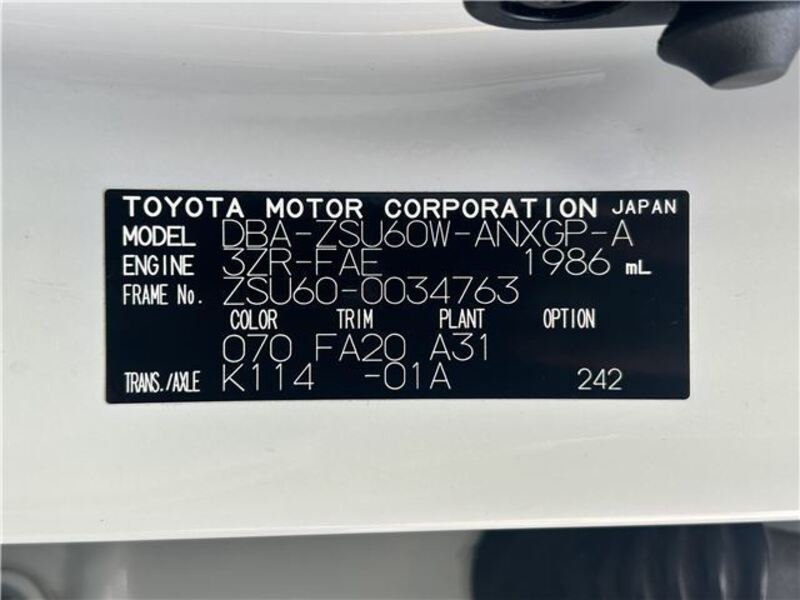 TOYOTA MOTOR CORPORATION JAPAN
MODEL DBA-ZSU60W-ANXGP-A
ENGINE 3ZR-FAE 1986 mL
FRAME No. ZSU60-0034763
COLOR TRIM PLANT OPTION
070 FA20 A31
TRANS./AXLE K114 -01A 242